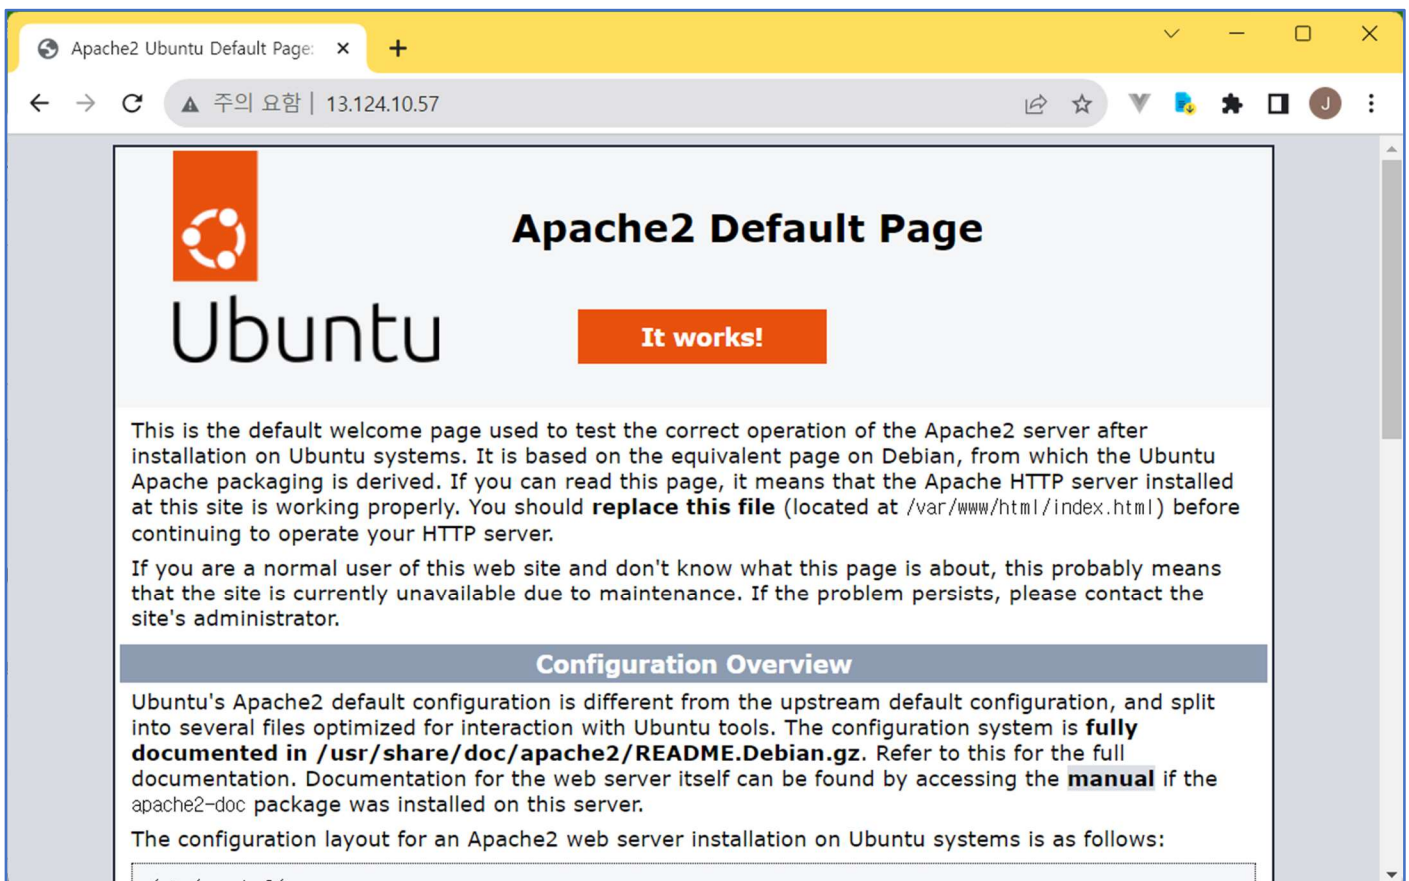 Apache2 Ubuntu Default Page:
주의 요함 | 13.124.10.57
J
Apache2 Default Page
Ubuntu
It works!
This is the default welcome page used to test the correct operation of the Apache2 server after
installation on Ubuntu systems. It is based on the equivalent page on Debian, from which the Ubuntu
Apache packaging is derived. If you can read this page, it means that the Apache HTTP server installed
at this site is working properly. You should replace this file (located at /var/www/html/index.html) before
continuing to operate your HTTP server.
If you are a normal user of this web site and don't know what this page is about, this probably means
that the site is currently unavailable due to maintenance. If the problem persists, please contact the
site's administrator.
Configuration Overview
Ubuntu's Apache2 default configuration is different from the upstream default configuration, and split
into several files optimized for interaction with Ubuntu tools. The configuration system is fully
documented in /usr/share/doc/apache2/README.Debian.gz. Refer to this for the full
documentation. Documentation for the web server itself can be found by accessing the manual if the
apache2-doc package was installed on this server.
The configuration layout for an Apache2 web server installation on Ubuntu systems is as follows: